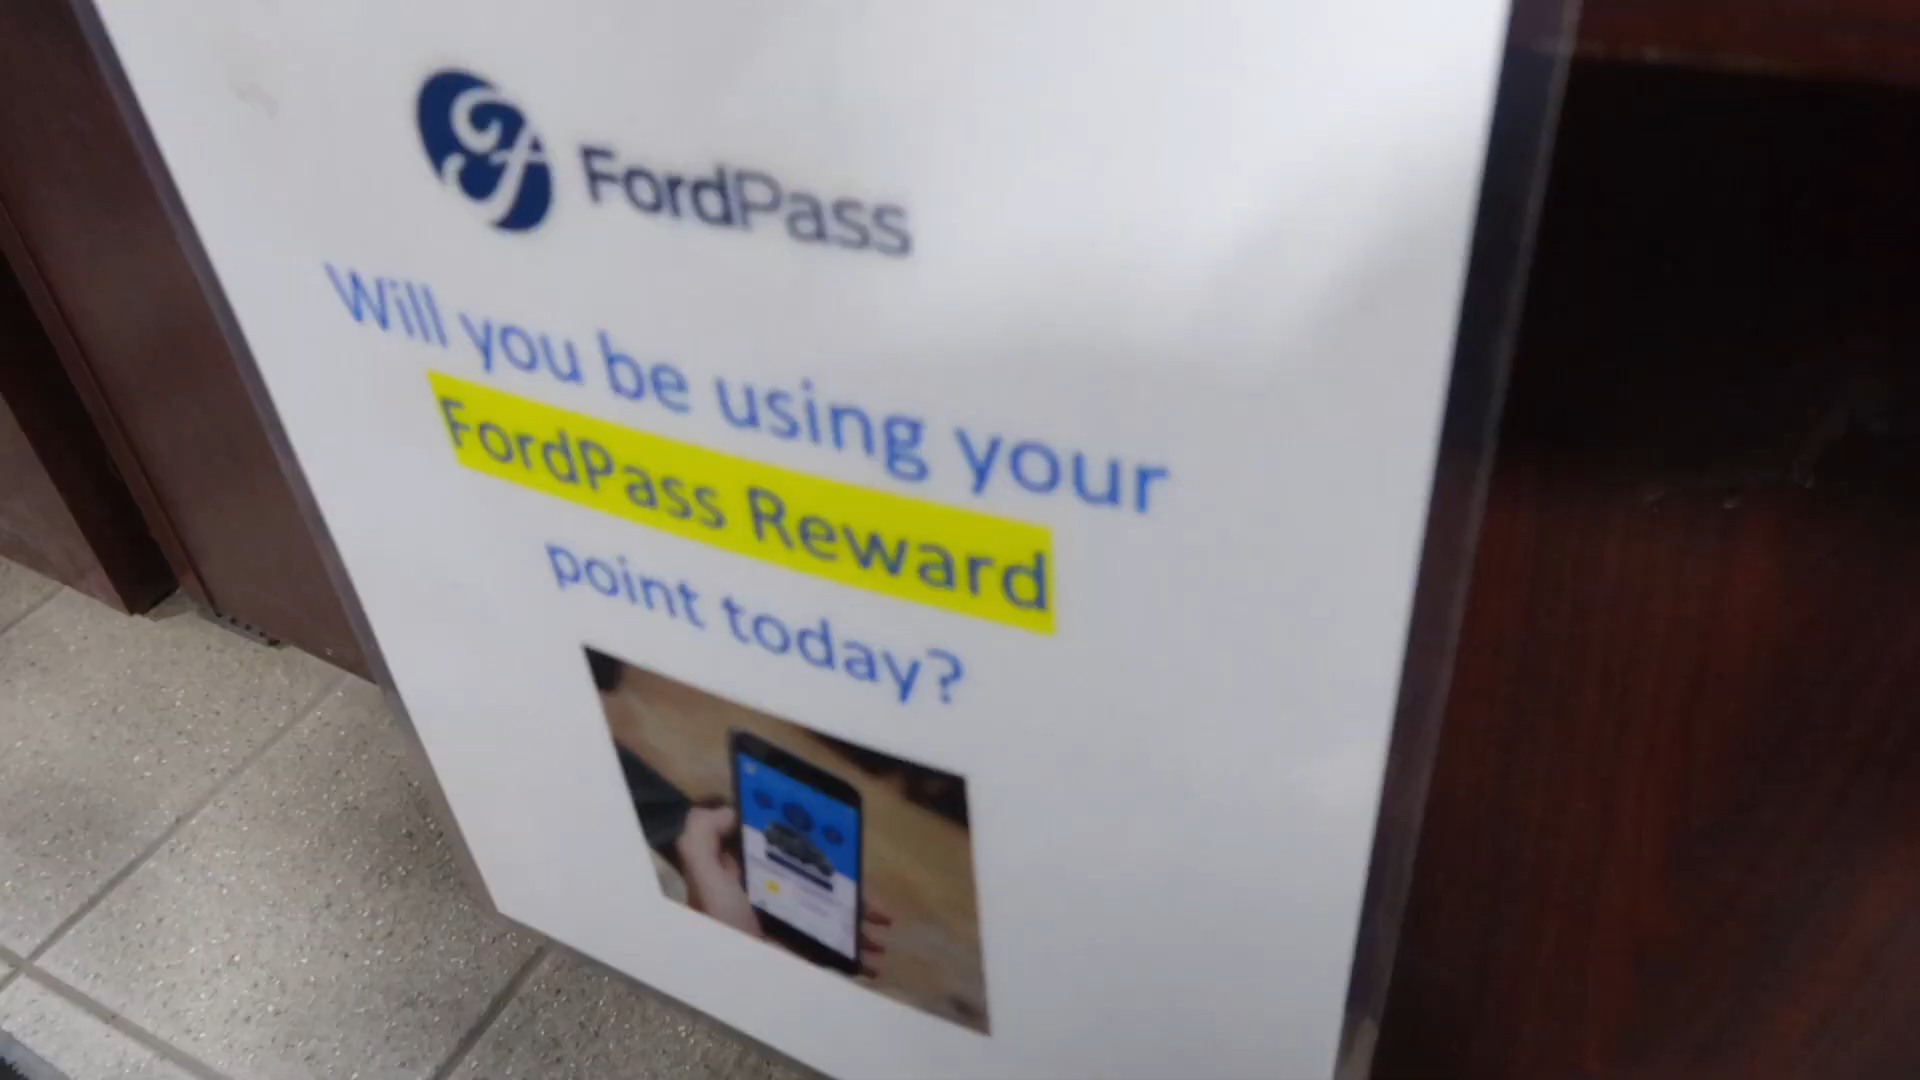 FordPass
Will you be using your
FordPass Reward
point today?